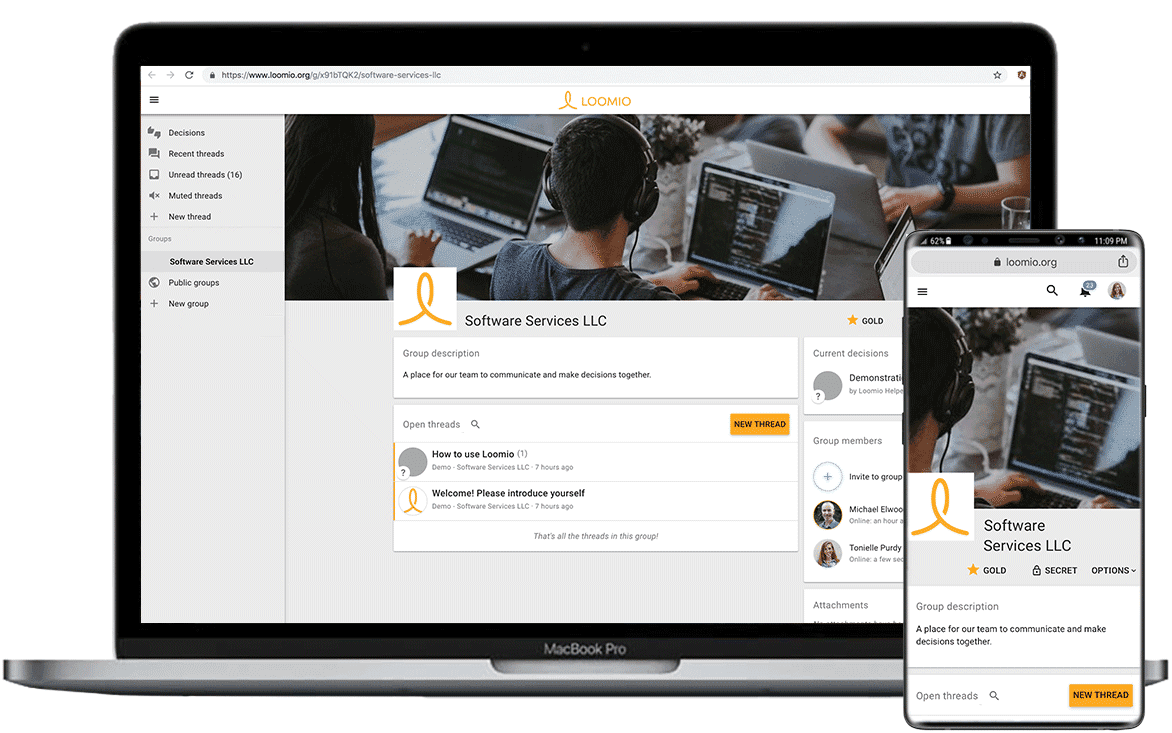 https://www.loomio.org/g/x91bTQK2/software-services-llc
LOOMIO
Decisions
Recent threads
Unread threads (16)
Muted threads
New thread
Groups
Software Services LLC
Public groups
New group
Software Services LLC
GOLD
Group description
A place for our team to communicate and make decisions together.
Open threads
NEW THREAD
How to use Loomio (1)
Demo · Software Services LLC · 7 hours ago
Welcome! Please introduce yourself
Demo · Software Services LLC · 7 hours ago
That's all the threads in this group!
Current decisions
?
Demonstrati
by Loomio Helpe
Group members
Invite to group
Michael Elwoo
Online: an hour a
Tonielle Purdy
Online: a few sec
Attachments
?
MacBook Pro
62%
11:09 PM
loomio.org
Software
Services LLC
GOLD
SECRET
OPTIONS
Group description
A place for our team to communicate and make
decisions together.
Open threads
NEW THREAD